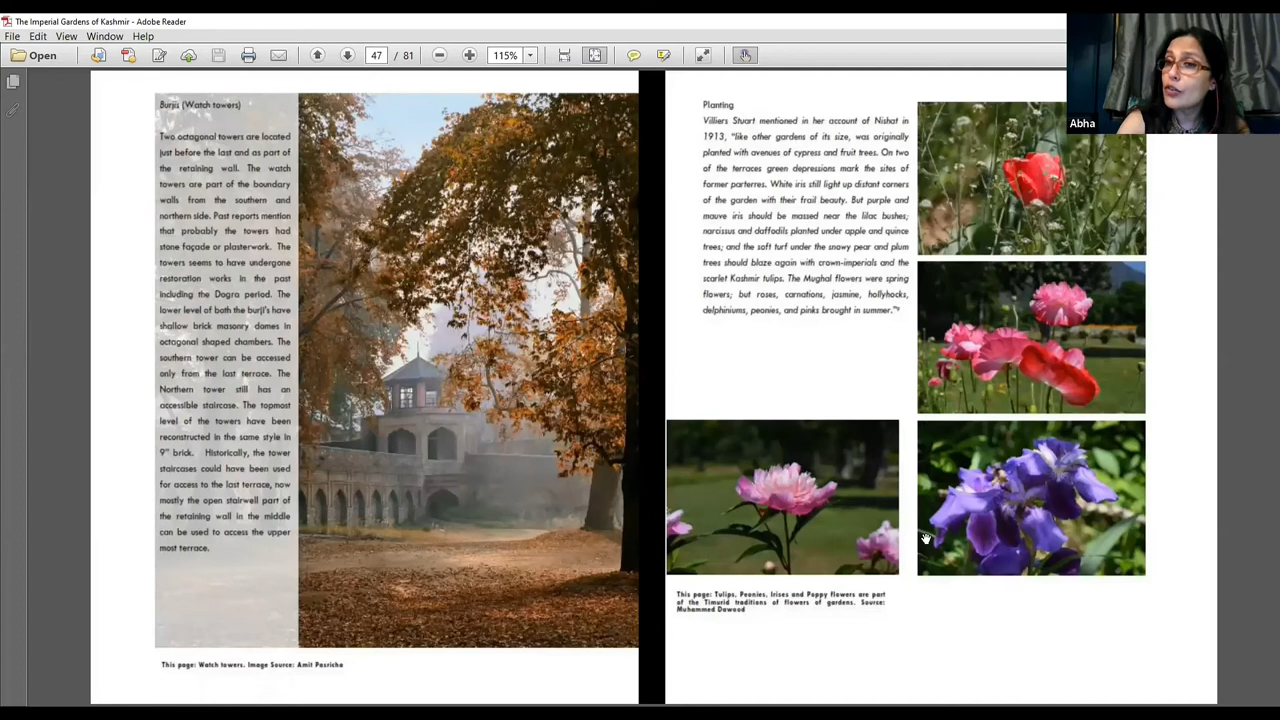 The Imperial Gardens of Kashmir - Adobe Reader
File Edit View Window Help
Open
47 / 81
115%
Abha
Burjis (Watch towers)
Two octagonal towers are located
just before the last and as part of
the retaining wall. The watch
towers are part of the boundary
walls from the southern and
northern side. Past reports mention
that probably the towers had
stone façade or plasterwork. The
towers seems to have undergone
restoration works in the past
including the Dogra period. The
lower level of both the burji's have
shallow brick masonry domes in
octagonal shaped chambers. The
southern tower can be accessed
only from the last terrace. The
Northern tower still has an
accessible staircase. The topmost
level of the towers have been
reconstructed in the same style in
9" brick. Historically, the tower
staircases could have been used
for access to the last terrace, now
mostly the open stairwell part of
the retaining wall in the middle
can be used to access the upper
most terrace.
This page: Watch towers. Image Source: Amit Pasricha
Planting
Villiers Stuart mentioned in her account of Nishat in
1913, "like other gardens of its size, was originally
planted with avenues of cypress and fruit trees. On two
of the terraces green depressions mark the sites of
former parterres. White iris still light up distant corners
of the garden with their frail beauty. But purple and
mauve iris should be massed near the lilac bushes;
narcissus and daffodils planted under apple and quince
trees; and the soft turf under the snowy pear and plum
trees should blaze again with crown-imperials and the
scarlet Kashmir tulips. The Mughal flowers were spring
flowers; but roses, carnations, jasmine, hollyhocks,
delphiniums, peonies, and pinks brought in summer."
This page: Tulips, Peonies, Irises and Poppy flowers are part
of the Timurid traditions of flowers of gardens. Source:
Muhammed Dawood